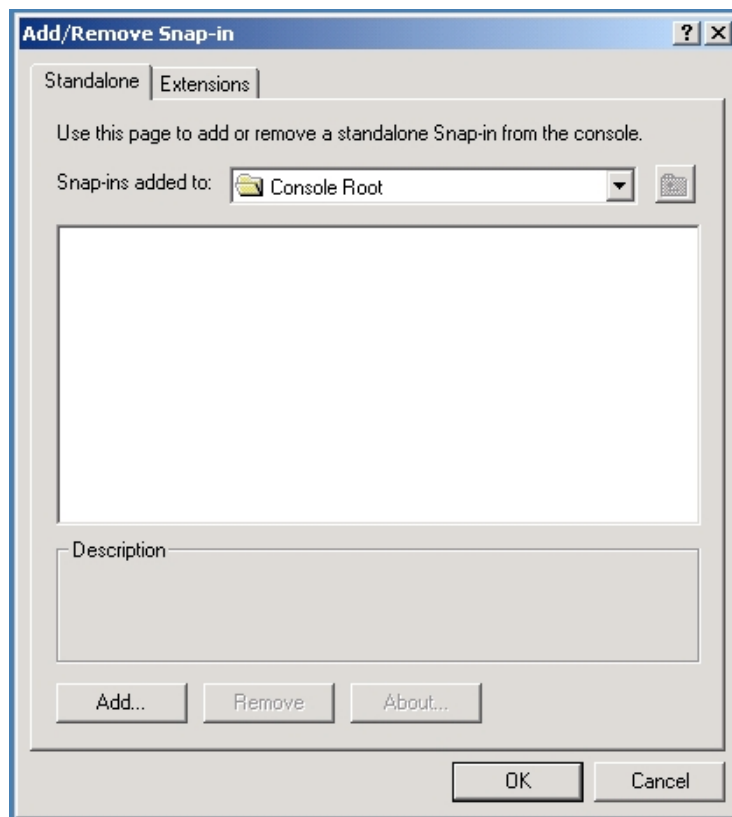 Add/Remove Snap-in
Standalone
Extensions
Use this page to add or remove a standalone Snap-in from the console.
Snap-ins added to:
Console Root
Description
Add...
Remove
About...
OK
Cancel